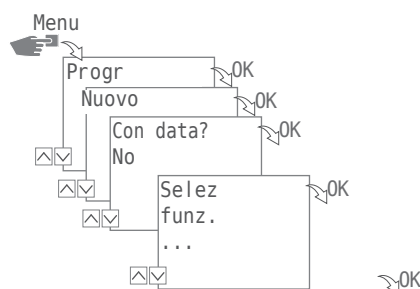 Menu
Progr OK
Nuovo OK
Con data? OK
No
Selez OK
funz.
...
OK